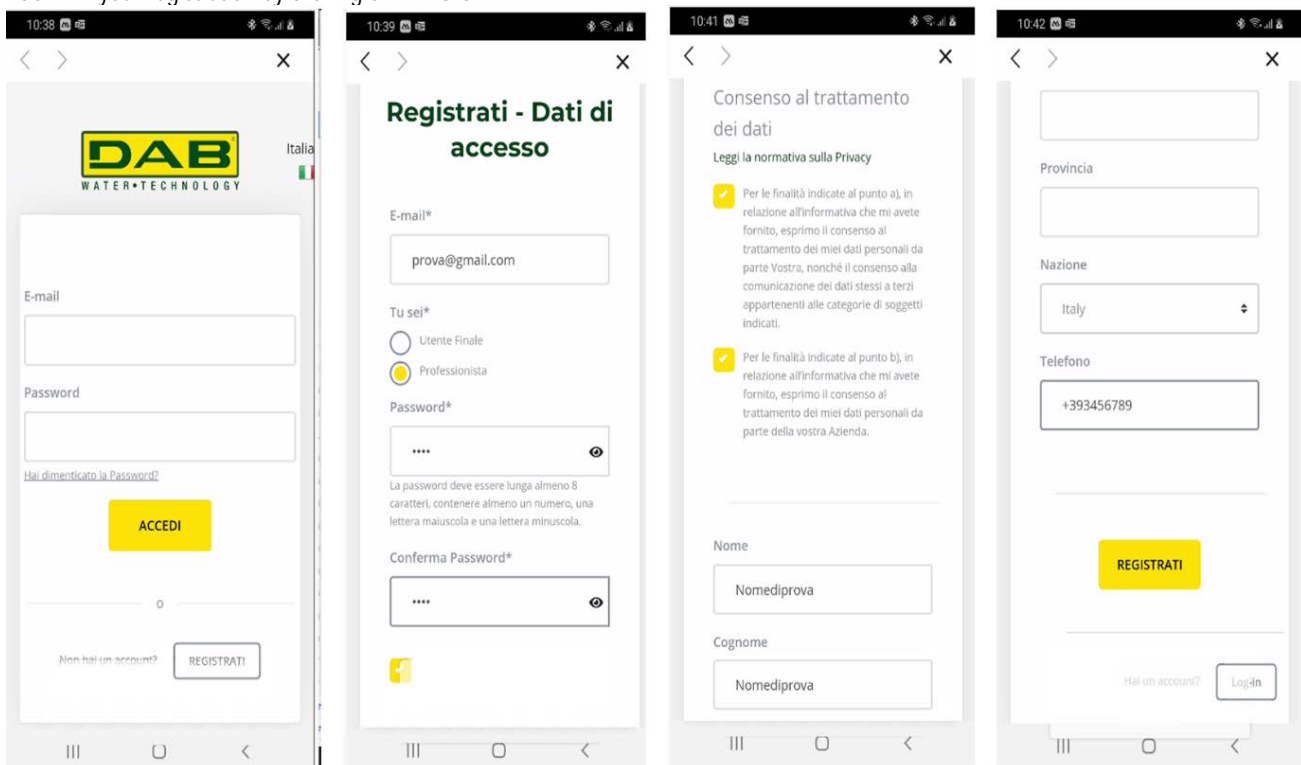 10:38
DAB
WATER•TECHNOLOGY
Italia
E-mail
Password
Hai dimenticato la Password?
ACCEDI
o
Non hai un account?
REGISTRATI
10:39
Registrati - Dati di
accesso
E-mail*
prova@gmail.com
Tu sei*
Utente Finale
Professionista
Password*
••••
La password deve essere lunga almeno 8
caratteri, contenere almeno un numero, una
lettera maiuscola e una lettera minuscola.
Conferma Password*
••••
10:41
Consenso al trattamento
dei dati
Leggi la normativa sulla Privacy
Per le finalità indicate al punto a), in
relazione all'informativa che mi avete
fornito, esprimo il consenso al
trattamento dei miei dati personali da
parte Vostra, nonché il consenso alla
comunicazione dei dati stessi a terzi
appartenenti alle categorie di soggetti
indicati.
Per le finalità indicate al punto b), in
relazione all'informativa che mi avete
fornito, esprimo il consenso al
trattamento dei miei dati personali da
parte della vostra Azienda.
Nome
Nomediprova
Cognome
Nomediprova
10:42
Provincia
Nazione
Italy
Telefono
+393456789
REGISTRATI
Hai un account?
Log-in